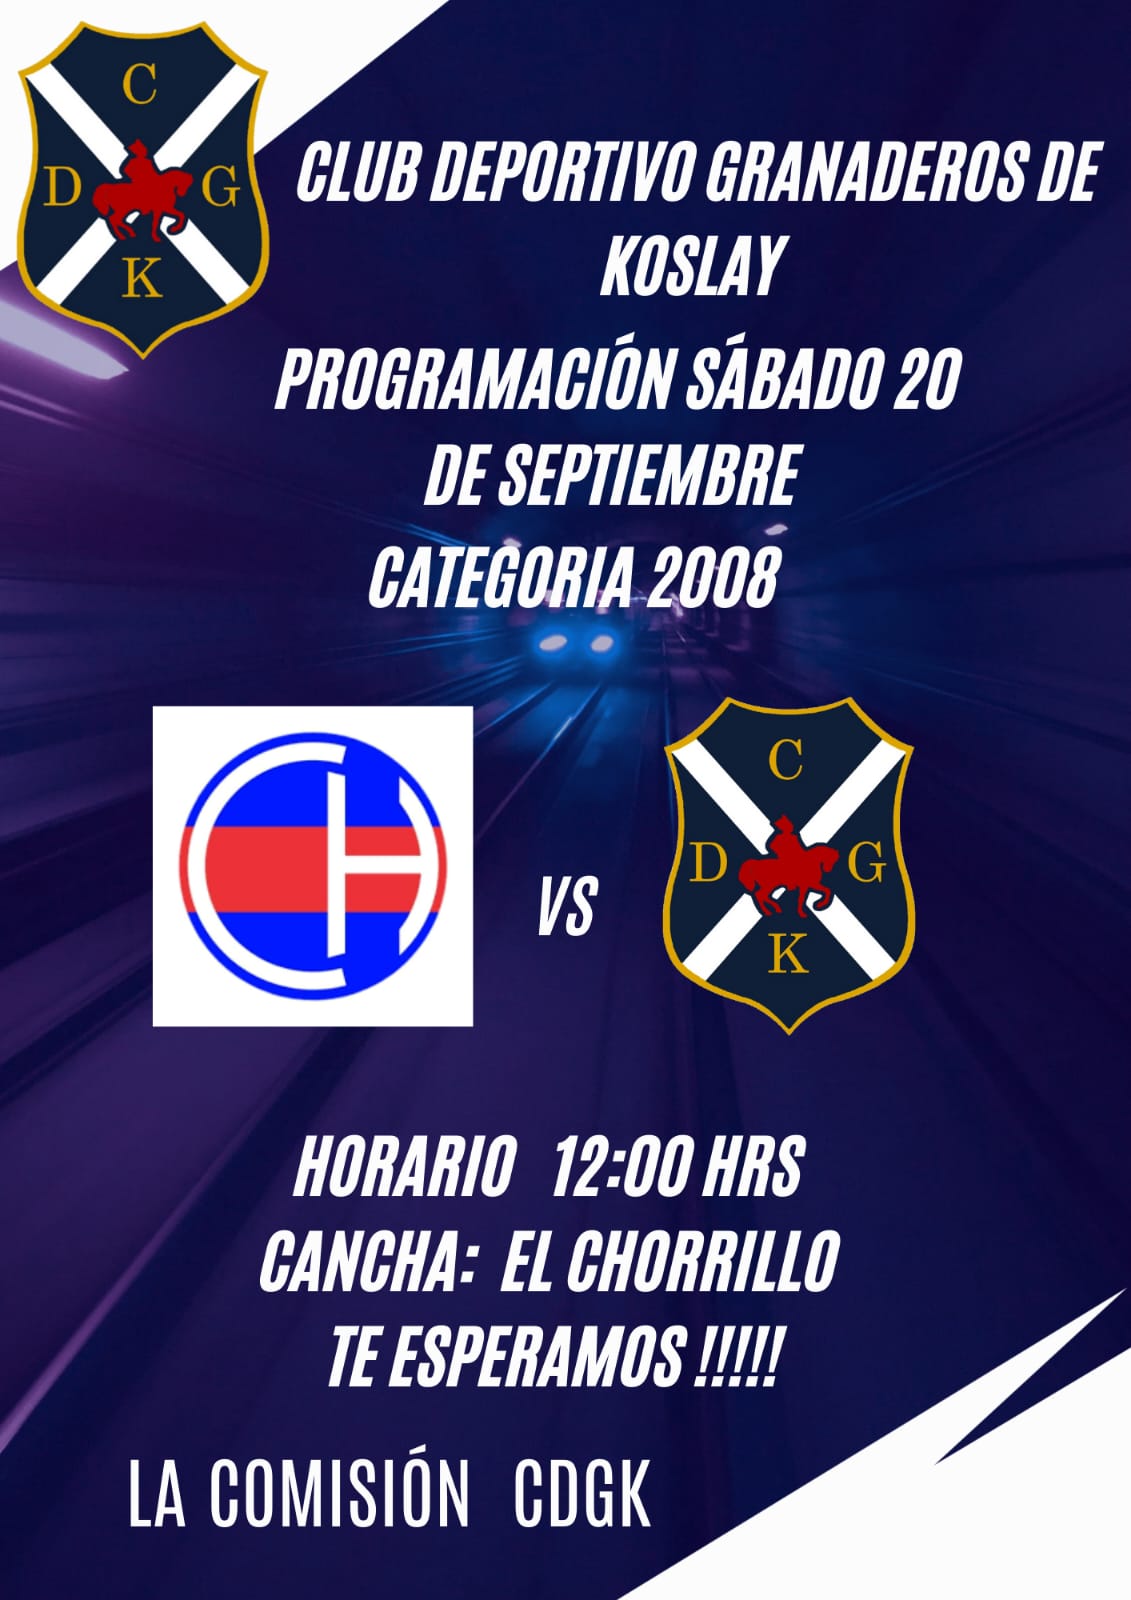 C
D G
K
CLUB DEPORTIVO GRANADEROS DE
KOSLAY
PROGRAMACIÓN SÁBADO 20
DE SEPTIEMBRE
CATEGORIA 2008
CH
VS
C
D G
K
HORARIO 12:00 HRS
CANCHA: EL CHORRILLO
TE ESPERAMOS !!!!!
LA COMISIÓN CDGK